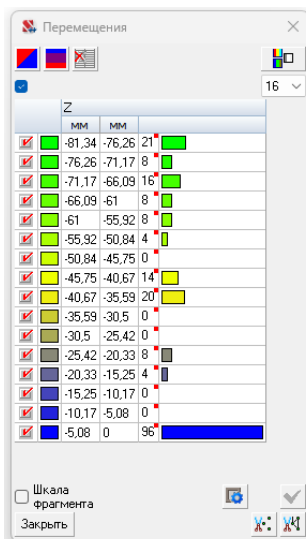 Перемещения
16
Z
мм мм
-81,34 -76,26 21
-76,26 -71,17 8
-71,17 -66,09 16
-66,09 -61 8
-61 -55,92 8
-55,92 -50,84 4
-50,84 -45,75 0
-45,75 -40,67 14
-40,67 -35,59 20
-35,59 -30,5 0
-30,5 -25,42 0
-25,42 -20,33 8
-20,33 -15,25 4
-15,25 -10,17 0
-10,17 -5,08 0
-5,08 0 96
Шкала
фрагмента
Закрыть